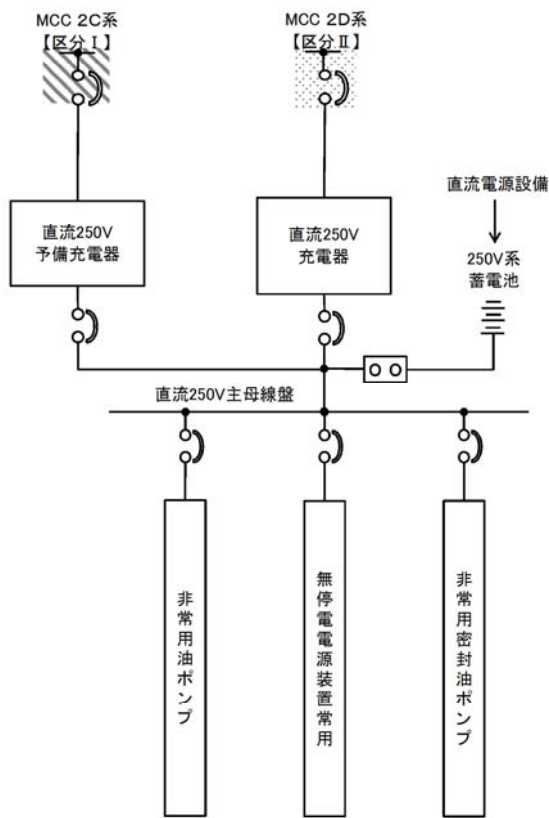 MCC 2C系
【区分Ⅰ】
MCC 2D系
【区分Ⅱ】
直流電源設備
直流250V
予備充電器
直流250V
充電器
250V系
蓄電池
直流250V主母線盤
非常用油ポンプ
無停電電源装置常用
非常用密封油ポンプ